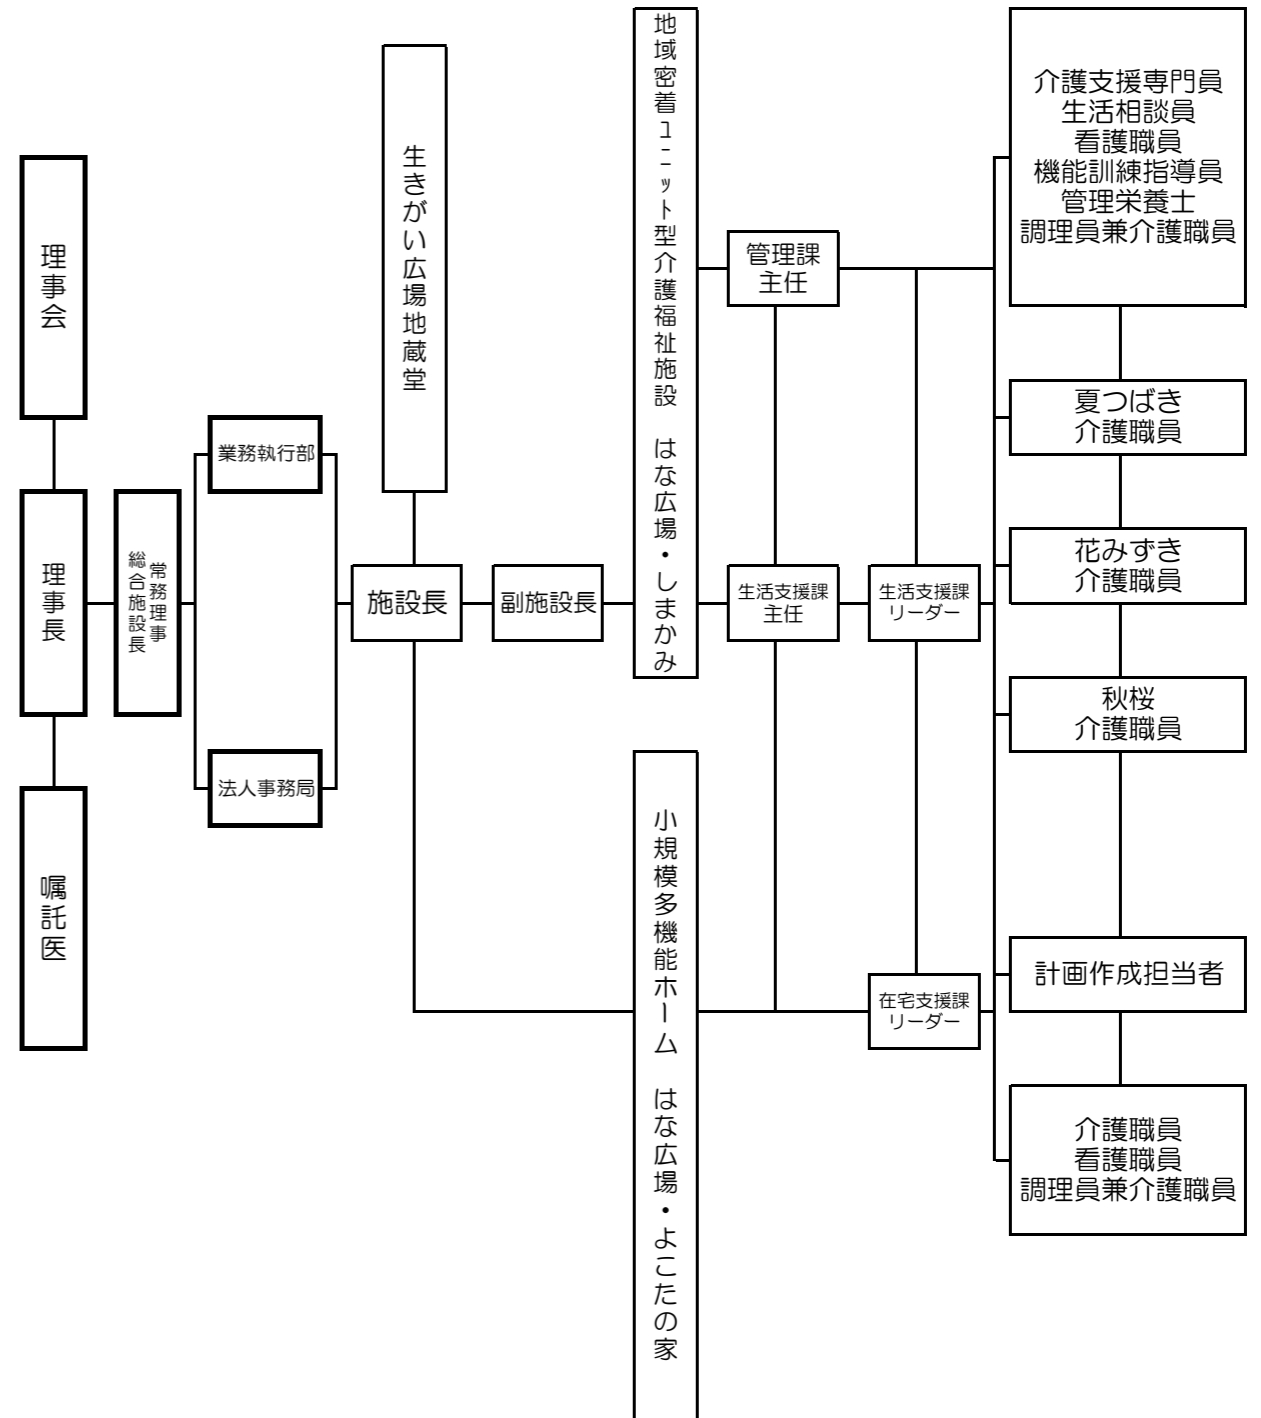 理事会
理事長
嘱託医
常務理事
総合施設長
業務執行部
法人事務局
生きがい広場地蔵堂
施設長
副施設長
地域密着ユニット型介護福祉施設　はな広場・しまかみ
小規模多機能ホーム　はな広場・よこたの家
管理課
主任
生活支援課
主任
生活支援課
リーダー
在宅支援課
リーダー
介護支援専門員
生活相談員
看護職員
機能訓練指導員
管理栄養士
調理員兼介護職員
夏つばき
介護職員
花みずき
介護職員
秋桜
介護職員
計画作成担当者
介護職員
看護職員
調理員兼介護職員